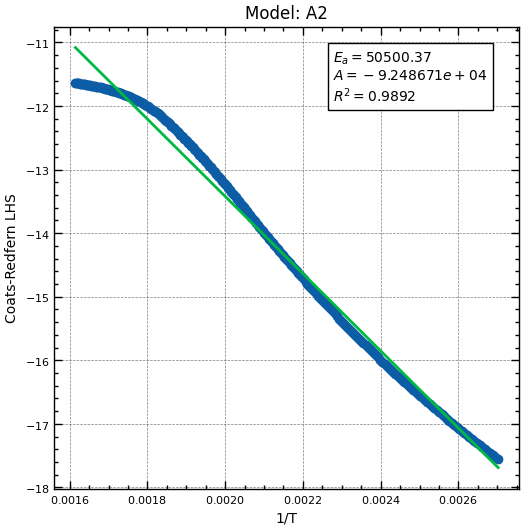 Model: A2
E_a = 50500.37
A = −9.248671e + 04
R^2 = 0.9892
Coats-Redfern LHS
−11
−12
−13
−14
−15
−16
−17
−18
0.0016 0.0018 0.0020 0.0022 0.0024 0.0026
1/T